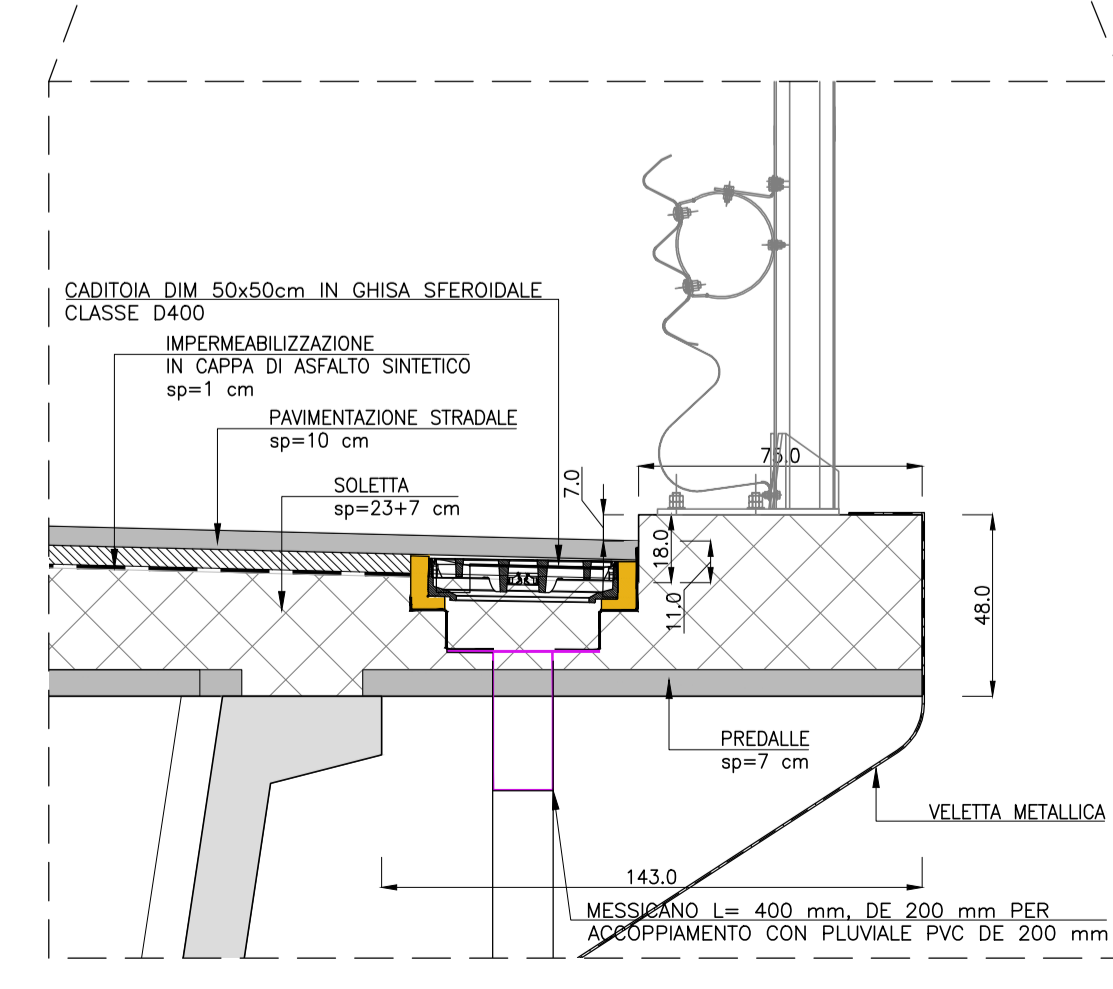 CADITOIA DIM 50x50cm IN GHISA SFEROIDALE
CLASSE D400
IMPERMEABILIZZAZIONE
IN CAPPA DI ASFALTO SINTETICO
sp=1 cm
PAVIMENTAZIONE STRADALE
sp=10 cm
SOLETTA
sp=23+7 cm
7.0
75.0
18.0
11.0
48.0
PREDALLE
sp=7 cm
VELETTA METALLICA
143.0
MESSICANO L= 400 mm, DE 200 mm PER
ACCOPPIAMENTO CON PLUVIALE PVC DE 200 mm